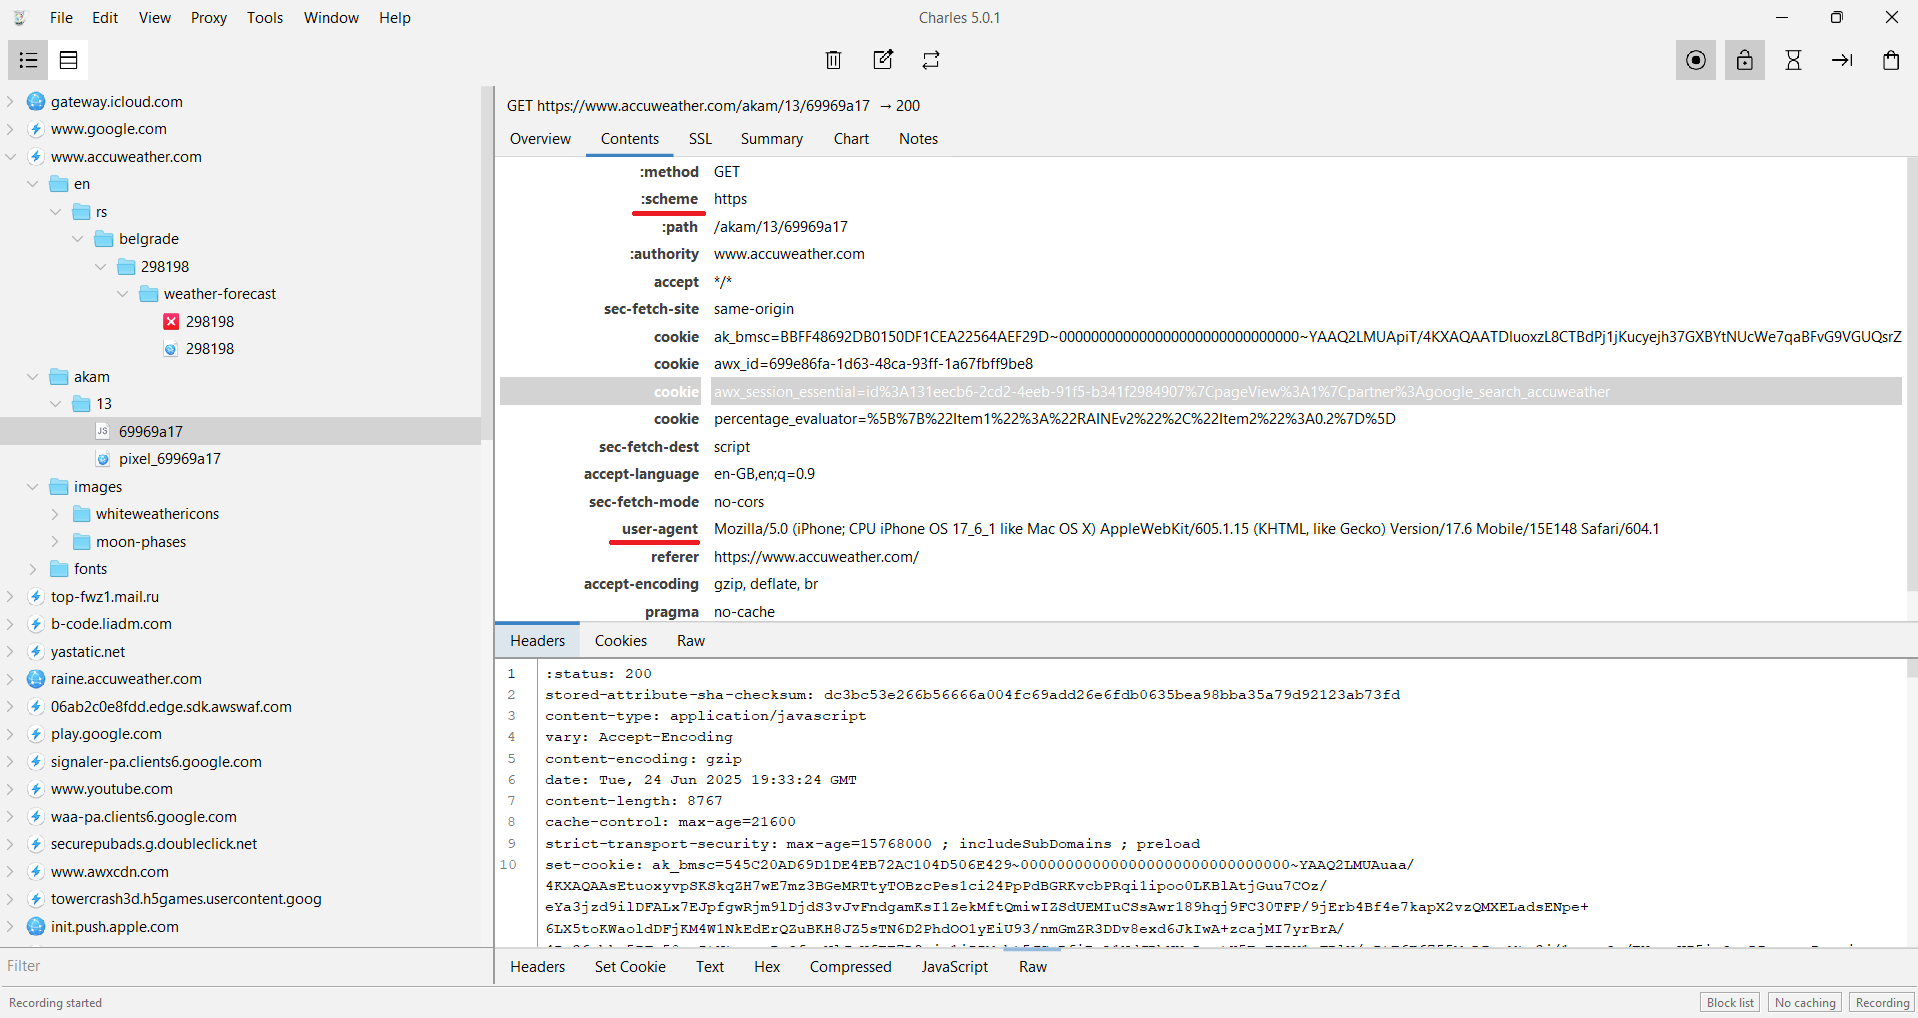 File Edit View Proxy Tools Window Help
Charles 5.0.1
gateway.icloud.com
www.google.com
www.accuweather.com
en
rs
belgrade
298198
weather-forecast
298198
298198
akam
13
JS 69969a17
pixel_69969a17
images
whiteweathericons
moon-phases
fonts
top-fwz1.mail.ru
b-code.liadm.com
yastatic.net
raine.accuweather.com
06ab2c0e8fdd.edge.sdk.awswaf.com
play.google.com
signaler-pa.clients6.google.com
www.youtube.com
waa-pa.clients6.google.com
securepubads.g.doubleclick.net
www.awxcdn.com
towercrash3d.h5games.usercontent.goog
init.push.apple.com
Filter
GET https://www.accuweather.com/akam/13/69969a17 → 200
Overview Contents SSL Summary Chart Notes
:method GET
:scheme https
:path /akam/13/69969a17
:authority www.accuweather.com
accept */*
sec-fetch-site same-origin
cookie ak_bmsc=BBFF48692DB0150DF1CEA22564AEF29D~000000000000000000000000000000~YAAQ2LMUApiT/4KXAQAATDluoxzL8CTBdPj1jKucyejh37GXBYtNUcWe7qaBFvG9VGUQsrZ
cookie awx_id=699e86fa-1d63-48ca-93ff-1a67fbff9be8
cookie awx_session_essential=id%3A131eecb6-2cd2-4eeb-91f5-b341f2984907%7CpageView%3A1%7Cpartner%3Agoogle_search_accuweather
cookie percentage_evaluator=%5B%7B%22Item1%22%3A%22RAINEv2%22%2C%22Item2%22%3A0.2%7D%5D
sec-fetch-dest script
accept-language en-GB,en;q=0.9
sec-fetch-mode no-cors
user-agent Mozilla/5.0 (iPhone; CPU iPhone OS 17_6_1 like Mac OS X) AppleWebKit/605.1.15 (KHTML, like Gecko) Version/17.6 Mobile/15E148 Safari/604.1
referer https://www.accuweather.com/
accept-encoding gzip, deflate, br
pragma no-cache
Headers Cookies Raw
1 :status: 200
2 stored-attribute-sha-checksum: dc3bc53e266b56666a004fc69add26e6fdb0635bea98bba35a79d92123ab73fd
3 content-type: application/javascript
4 vary: Accept-Encoding
5 content-encoding: gzip
6 date: Tue, 24 Jun 2025 19:33:24 GMT
7 content-length: 8767
8 cache-control: max-age=21600
9 strict-transport-security: max-age=15768000 ; includeSubDomains ; preload
10 set-cookie: ak_bmsc=545C20AD69D1DE4EB72AC104D506E429~000000000000000000000000000000~YAAQ2LMUAuaa/
4KXAQAAsEtuoxyvpSKSkqZH7wE7mz3BGeMRTtyTOBzcPes1ci24PpPdBGRKvcbPRqi1ipoo0LKBlAtjGuu7COz/
eYa3jzd9ilDFALx7EJpfgwRjm9lDjdS3vJvFndgamKsI1ZekMftQmiwIZSdUEMIuCSsAwr189hqj9FC30TFP/9jErb4Bf4e7kapX2vzQMXELadsENpe+
6LX5toKWaoldDFjKM4W1NkEdErQZuBKH8JZ5sTN6D2PhdOO1yEiU93/nmGmZR3DDv8exd6JkIwA+zcajMI7yrBrA/
Headers Set Cookie Text Hex Compressed JavaScript Raw
Recording started
Block list No caching Recording